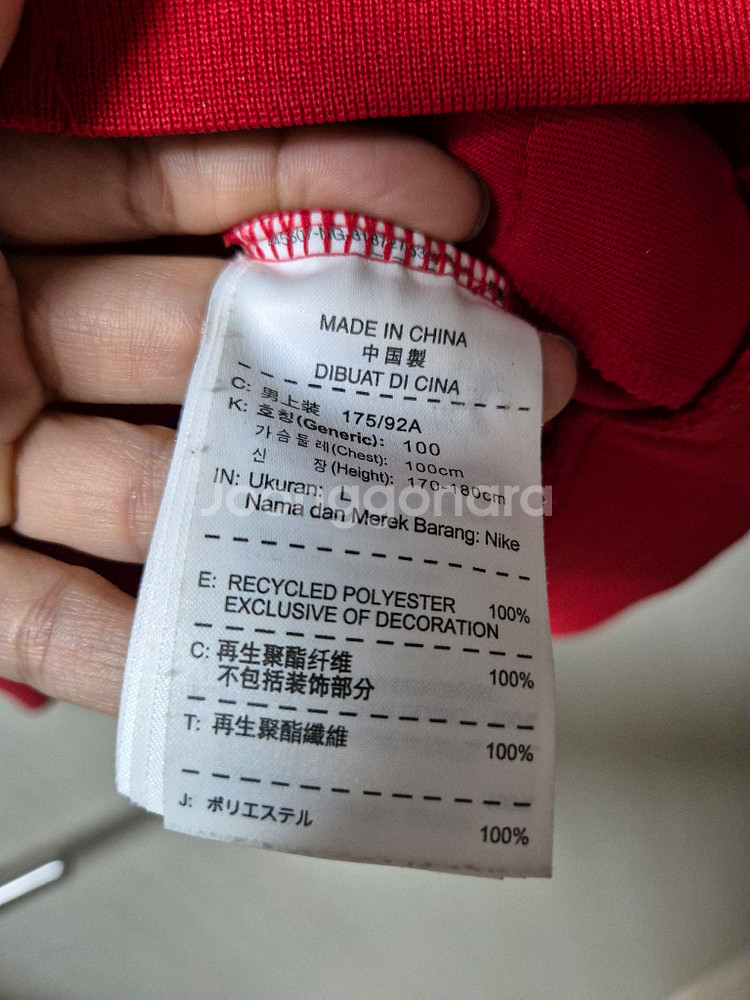 MADE IN CHINA
中国製
DIBUAT DI CINA
C: 男上装 175/92A
K: 호칭(Generic): 100
가슴둘레(Chest): 100cm
신 장(Height): 170-180cm
IN: Ukuran: L
Nama dan Merek Barang: Nike
Joonggonara
E: RECYCLED POLYESTER 100%
EXCLUSIVE OF DECORATION
C: 再生聚酯纤维 100%
不包括装饰部分
T: 再生聚酯纖維 100%
J: ポリエステル 100%